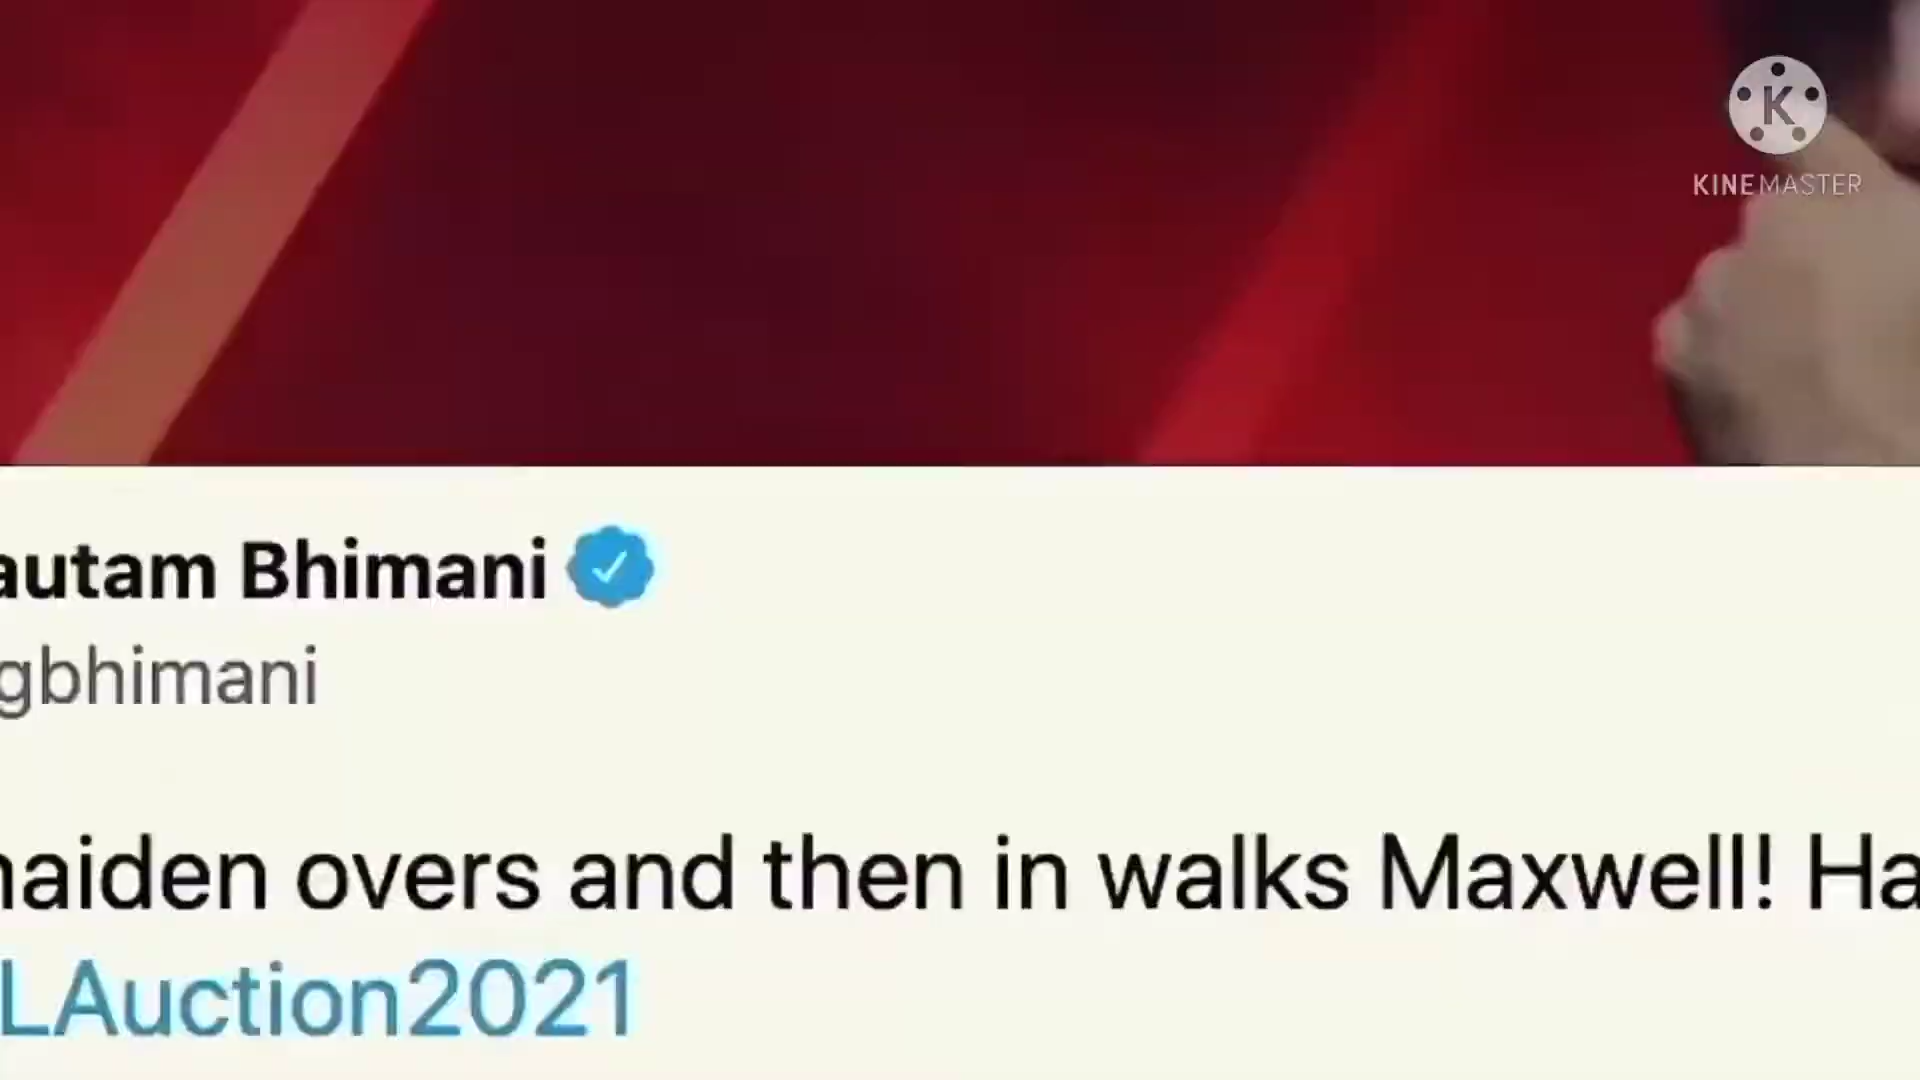 K
KINEMASTER
autam Bhimani
gbhimani
naiden overs and then in walks Maxwell! Ha
LAuction2021